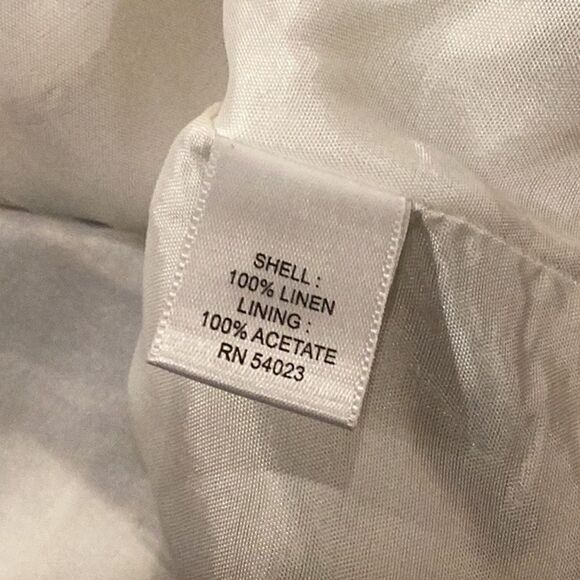 SHELL :
100% LINEN
LINING :
100% ACETATE
RN 54023